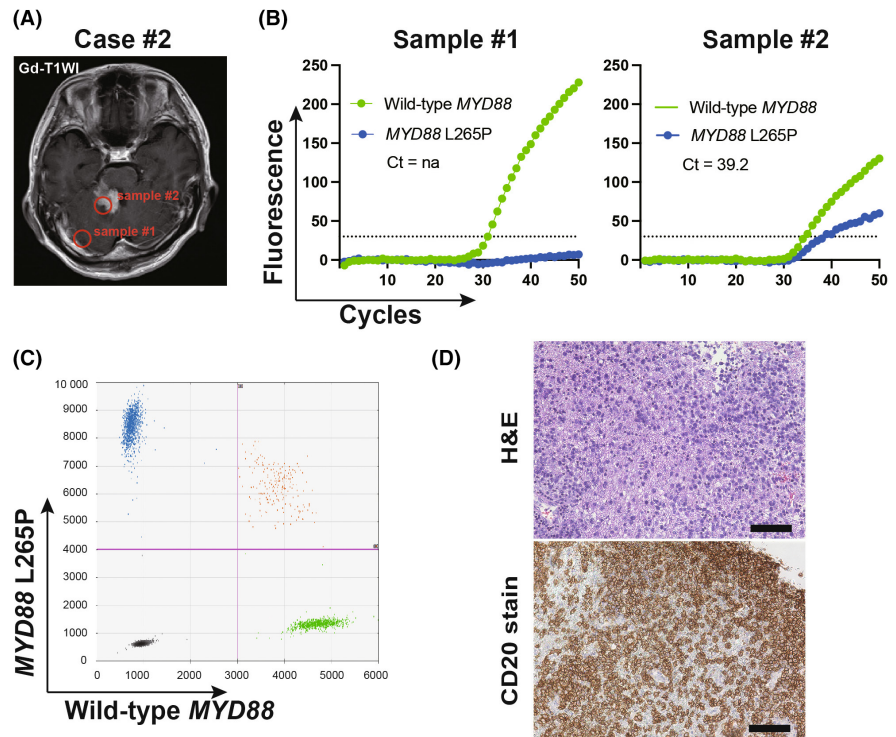 (A)
Case #2
Gd-T1WI
sample #2
sample #1
(B)
Sample #1
Sample #2
Fluorescence
250
200
150
100
50
0
10 20 30 40 50
Wild-type MYD88
MYD88 L265P
Ct = na
250
200
150
100
50
0
10 20 30 40 50
Wild-type MYD88
MYD88 L265P
Ct = 39.2
Cycles
(C)
MYD88 L265P
10 000
9000
8000
7000
6000
5000
4000
3000
2000
1000
0
0 1000 2000 3000 4000 5000 6000
Wild-type MYD88
(D)
H&E
CD20 stain